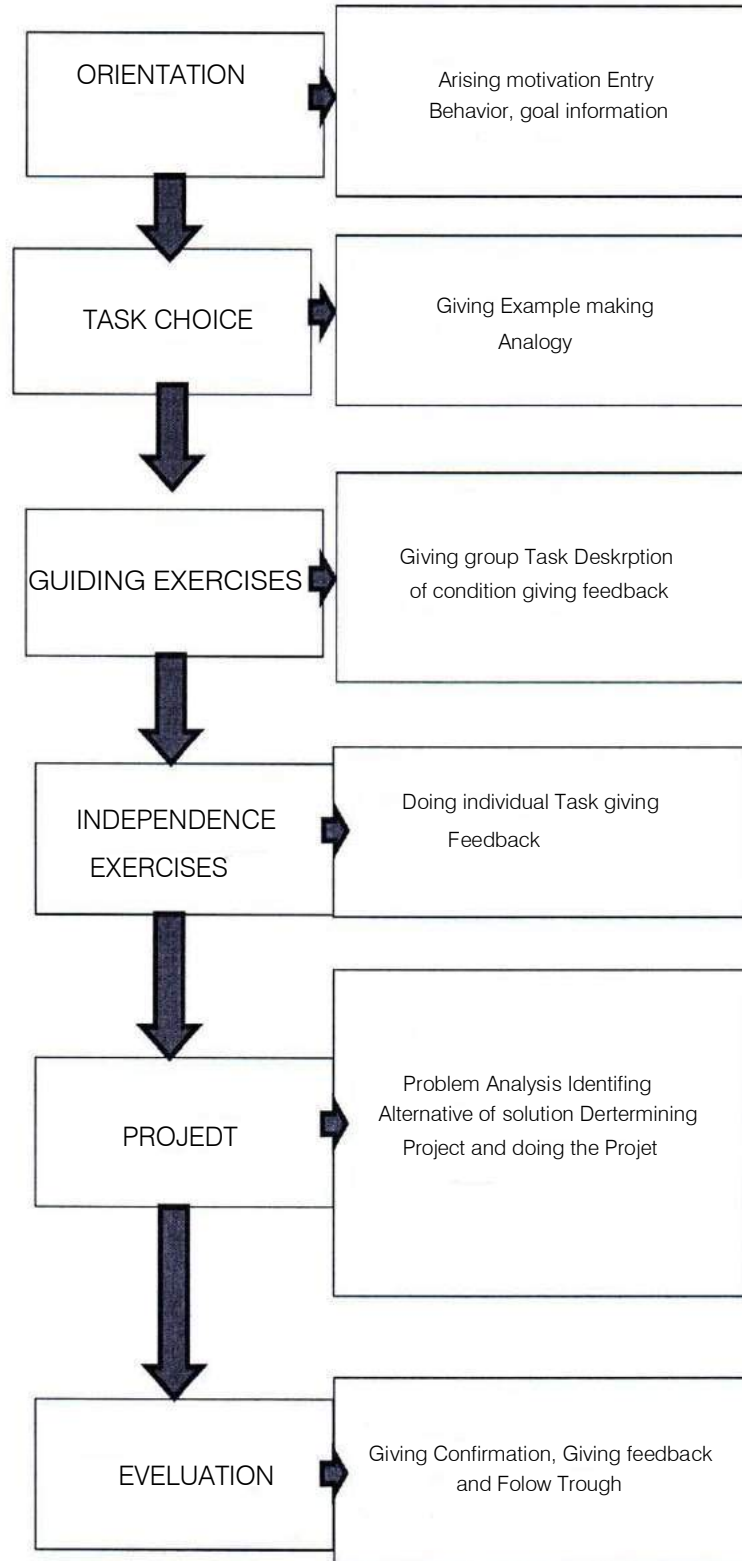 ORIENTATION
Arising motivation Entry
Behavior, goal information
TASK CHOICE
Giving Example making
Analogy
GUIDING EXERCISES
Giving group Task Deskrption
of condition giving feedback
INDEPENDENCE
EXERCISES
Doing individual Task giving
Feedback
PROJEDT
Problem Analysis Identifing
Alternative of solution Dertermining
Project and doing the Projet
EVELUATION
Giving Confirmation, Giving feedback
and Folow Trough